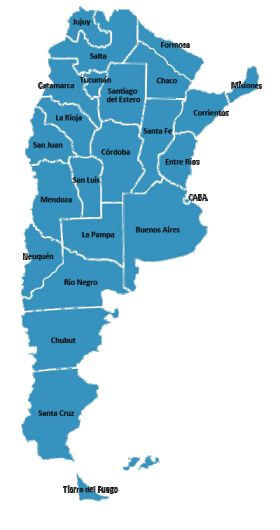 Jujuy
Formosa
Salta
Tucumán
Chaco
Misiones
Catamarca
Santiago
del Estero
Corrientes
La Rioja
Santa Fe
San Juan
Córdoba
Entre Ríos
San Luis
Mendoza
CABA
La Pampa
Buenos Aires
Neuquén
Río Negro
Chubut
Santa Cruz
Tierra del Fuego